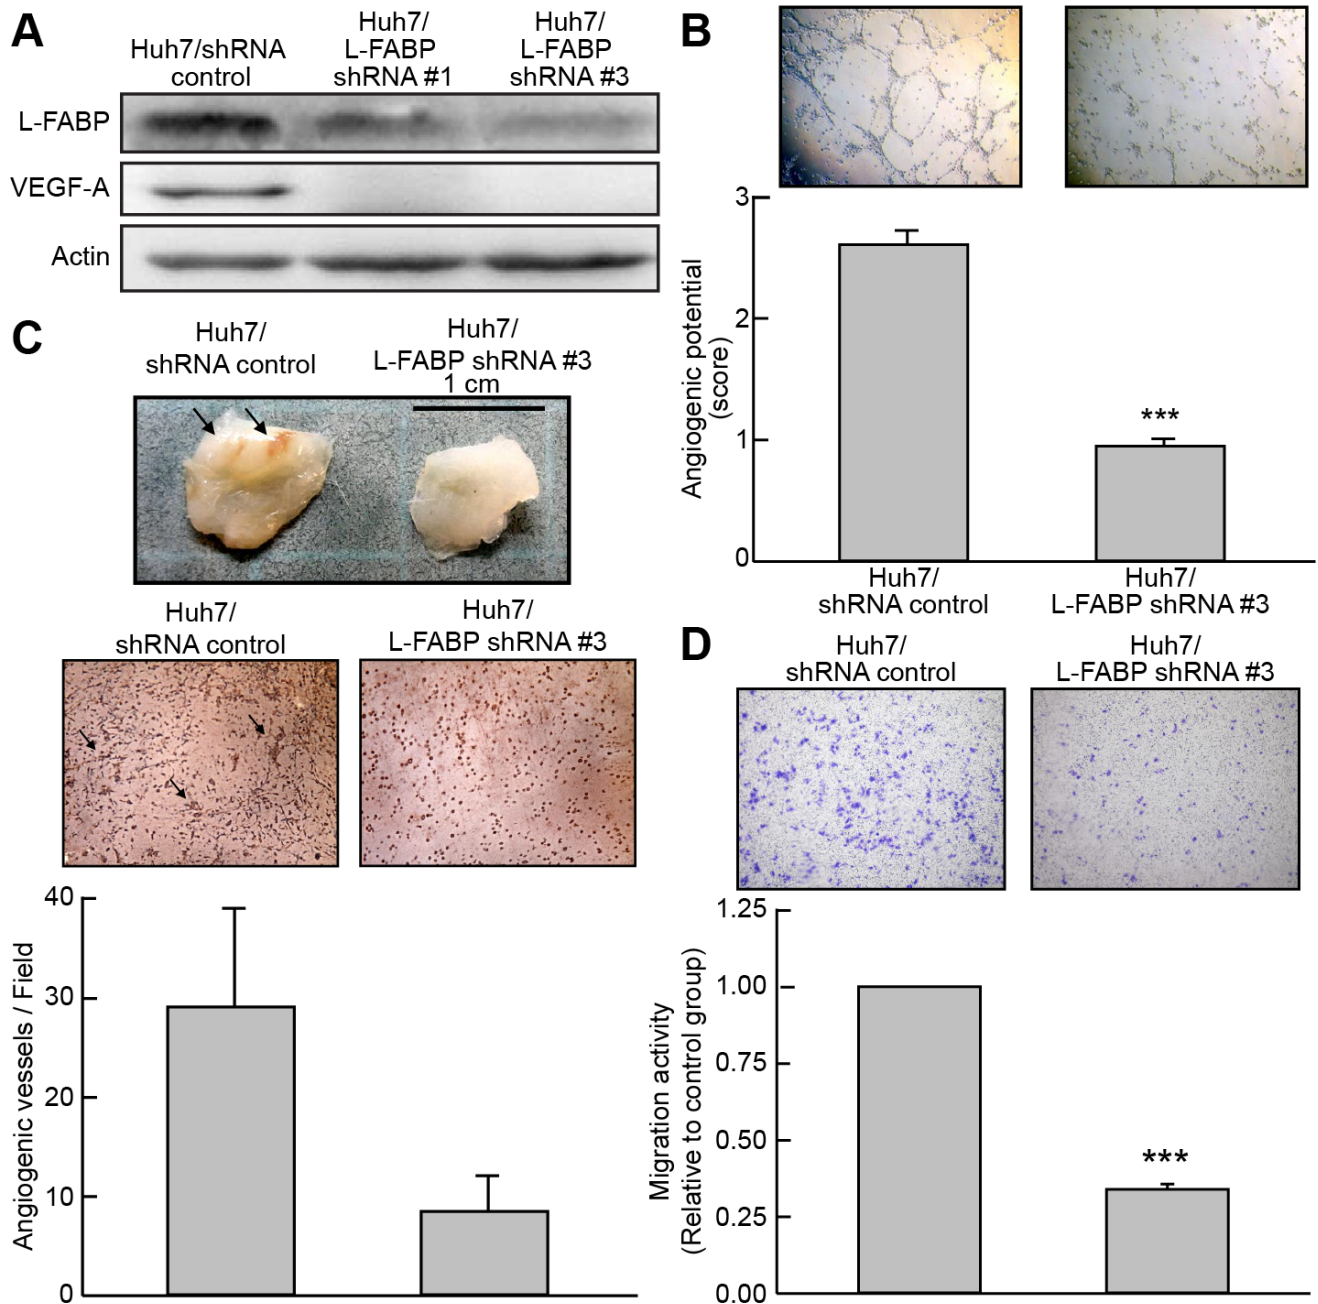 A
Huh7/shRNA
control
Huh7/
L-FABP
shRNA #1
Huh7/
L-FABP
shRNA #3
L-FABP
VEGF-A
Actin
B
3
2
1
0
Angiogenic potential
(score)
***
Huh7/
shRNA control
Huh7/
L-FABP shRNA #3
C
Huh7/
shRNA control
Huh7/
L-FABP shRNA #3
1 cm
Huh7/
shRNA control
Huh7/
L-FABP shRNA #3
40
30
20
10
0
Angiogenic vessels / Field
D
Huh7/
shRNA control
Huh7/
L-FABP shRNA #3
1.25
1.00
0.75
0.50
0.25
0.00
Migration activity
(Relative to control group)
***